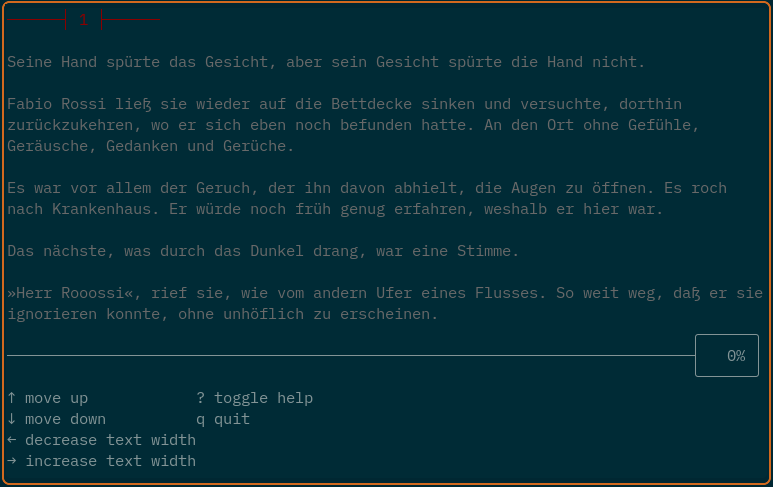 1
Seine Hand spürte das Gesicht, aber sein Gesicht spürte die Hand nicht.
Fabio Rossi ließ sie wieder auf die Bettdecke sinken und versuchte, dorthin
zurückzukehren, wo er sich eben noch befunden hatte. An den Ort ohne Gefühle,
Geräusche, Gedanken und Gerüche.
Es war vor allem der Geruch, der ihn davon abhielt, die Augen zu öffnen. Es roch
nach Krankenhaus. Er würde noch früh genug erfahren, weshalb er hier war.
Das nächste, was durch das Dunkel drang, war eine Stimme.
»Herr Rooossi«, rief sie, wie vom andern Ufer eines Flusses. So weit weg, daß er sie
ignorieren konnte, ohne unhöflich zu erscheinen.
0%
↑ move up ? toggle help
↓ move down q quit
← decrease text width
→ increase text width